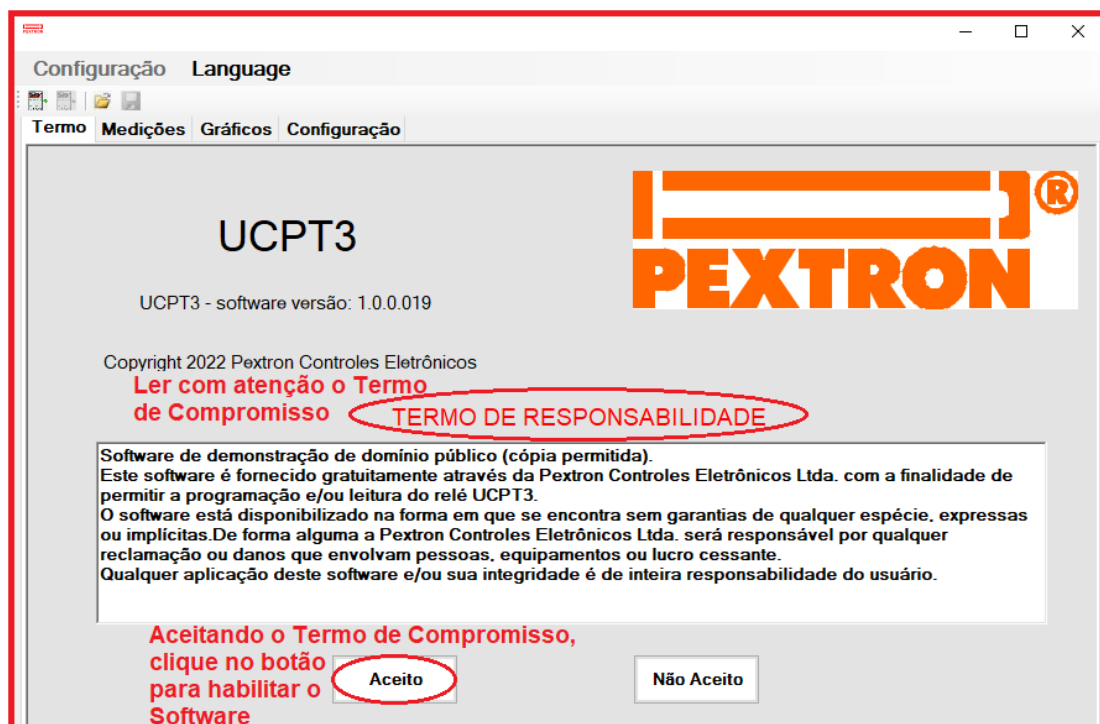 PEXTRON
Configuração Language
Termo Medições Gráficos Configuração
UCPT3
PEXTRON®
UCPT3 - software versão: 1.0.0.019
Copyright 2022 Pextron Controles Eletrônicos
Ler com atenção o Termo
de Compromisso
TERMO DE RESPONSABILIDADE
Software de demonstração de domínio público (cópia permitida).
Este software é fornecido gratuitamente através da Pextron Controles Eletrônicos Ltda. com a finalidade de
permitir a programação e/ou leitura do relé UCPT3.
O software está disponibilizado na forma em que se encontra sem garantias de qualquer espécie, expressas
ou implícitas.De forma alguma a Pextron Controles Eletrônicos Ltda. será responsável por qualquer
reclamação ou danos que envolvam pessoas, equipamentos ou lucro cessante.
Qualquer aplicação deste software e/ou sua integridade é de inteira responsabilidade do usuário.
Aceitando o Termo de Compromisso,
clique no botão
para habilitar o
Software
Aceito
Não Aceito